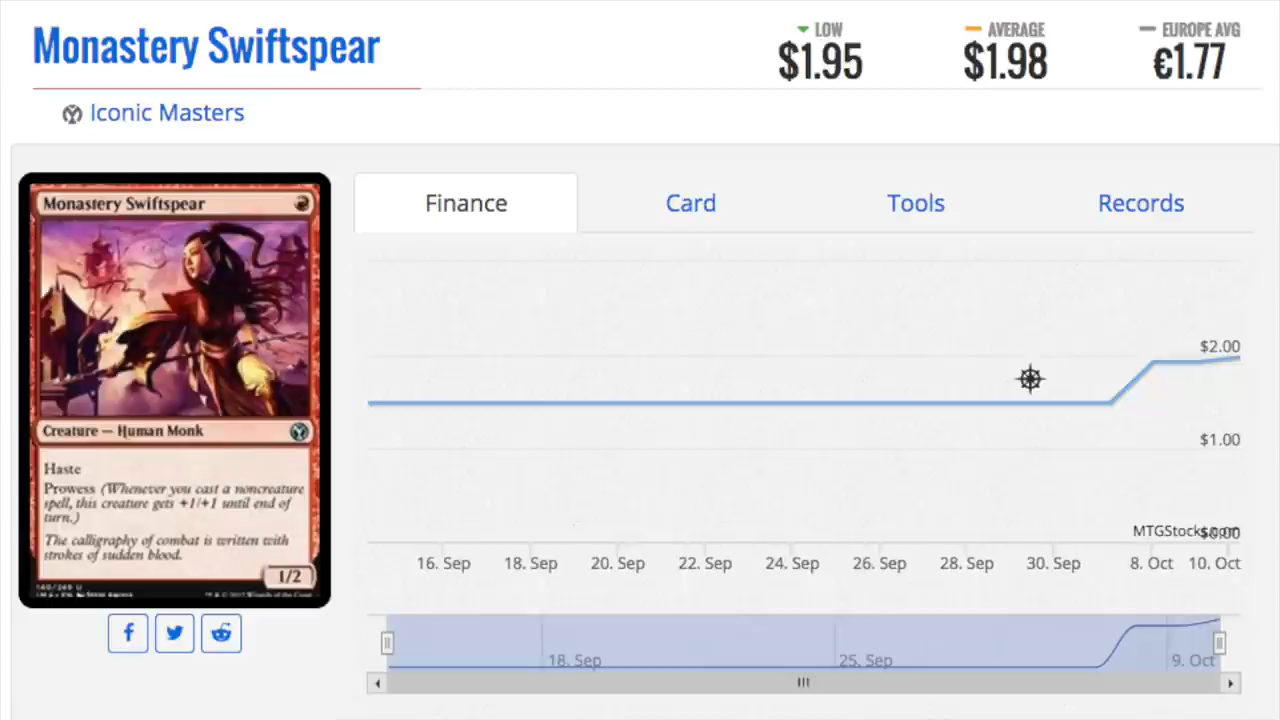 Monastery Swiftspear
LOW
$1.95
AVERAGE
$1.98
EUROPE AVG
€1.77
Iconic Masters
Monastery Swiftspear
Creature — Human Monk
Haste
Prowess (Whenever you cast a noncreature
spell, this creature gets +1/+1 until end of
turn.)
The calligraphy of combat is written with
strokes of sudden blood.
1/2
Finance
Card
Tools
Records
$2.00
$1.00
MTGStocks.com
$0.00
16. Sep
18. Sep
20. Sep
22. Sep
24. Sep
26. Sep
28. Sep
30. Sep
8. Oct
10. Oct
18. Sep
25. Sep
9. Oct